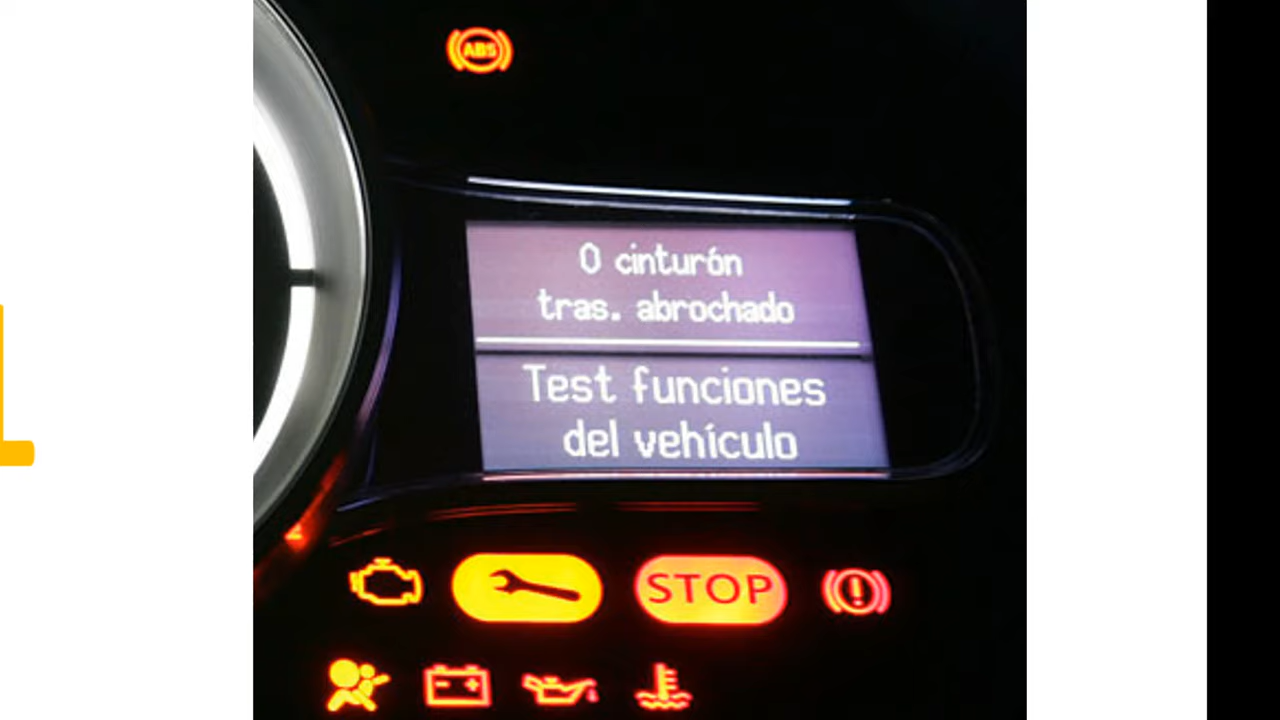 ABS
0 cinturón
tras. abrochado
Test funciones
del vehículo
STOP